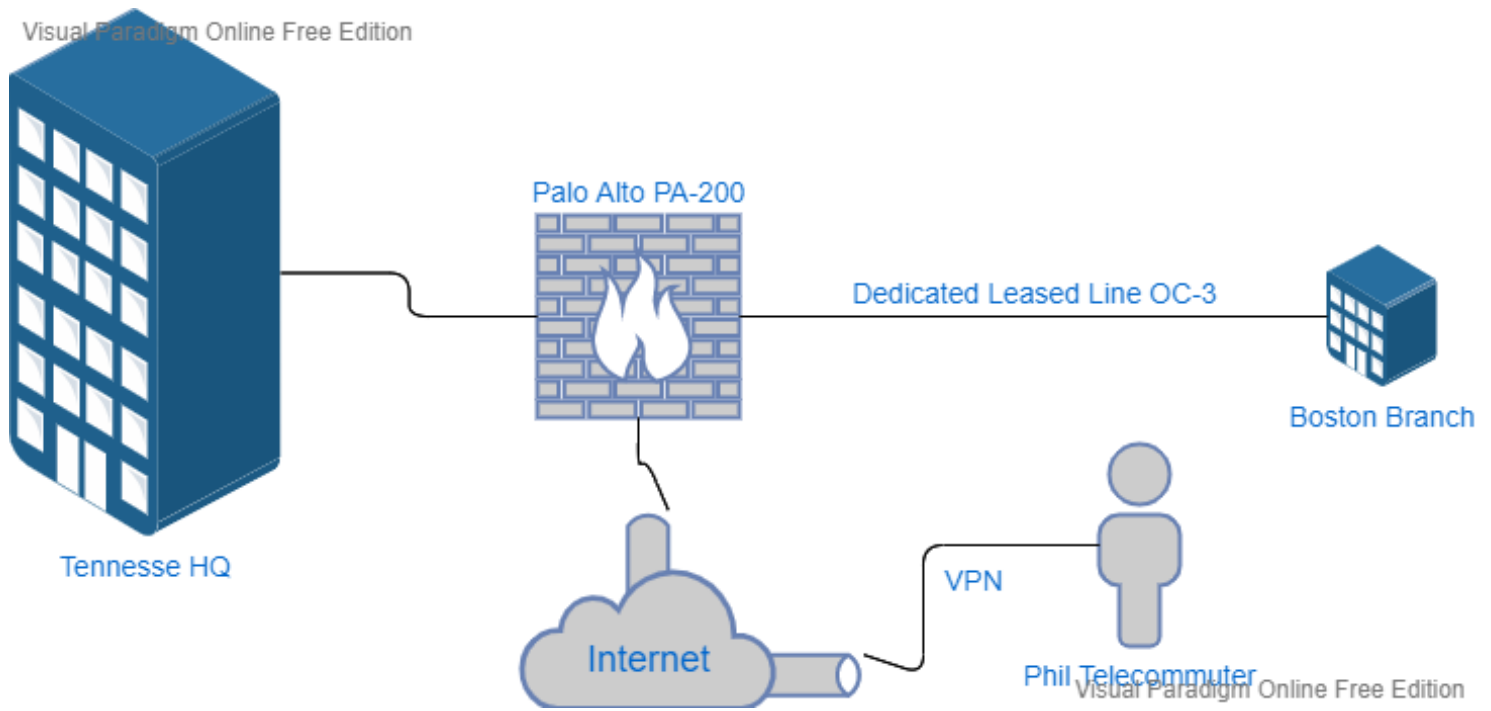 Visual Paradigm Online Free Edition
Palo Alto PA-200
Dedicated Leased Line OC-3
Boston Branch
Tennesse HQ
VPN
Internet
Phil Telecommuter
Visual Paradigm Online Free Edition